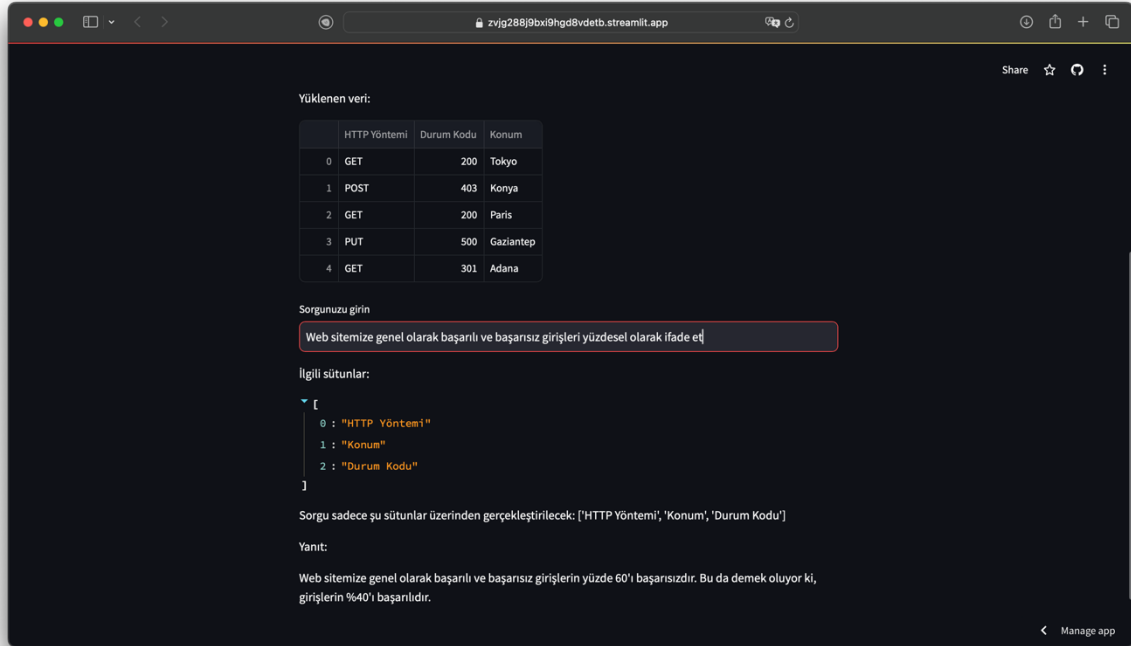 zvjg288j9bxi9hgd8vdetb.streamlit.app
Share
Yüklenen veri:
HTTP Yöntemi Durum Kodu Konum
0 GET 200 Tokyo
1 POST 403 Konya
2 GET 200 Paris
3 PUT 500 Gaziantep
4 GET 301 Adana
Sorgunuzu girin
Web sitemize genel olarak başarılı ve başarısız girişleri yüzdesel olarak ifade et
İlgili sütunlar:
[
0 : "HTTP Yöntemi"
1 : "Konum"
2 : "Durum Kodu"
]
Sorgu sadece şu sütunlar üzerinden gerçekleştirilecek: ['HTTP Yöntemi', 'Konum', 'Durum Kodu']
Yanıt:
Web sitemize genel olarak başarılı ve başarısız girişlerin yüzde 60'ı başarısızdır. Bu da demek oluyor ki,
girişlerin %40'ı başarılıdır.
Manage app